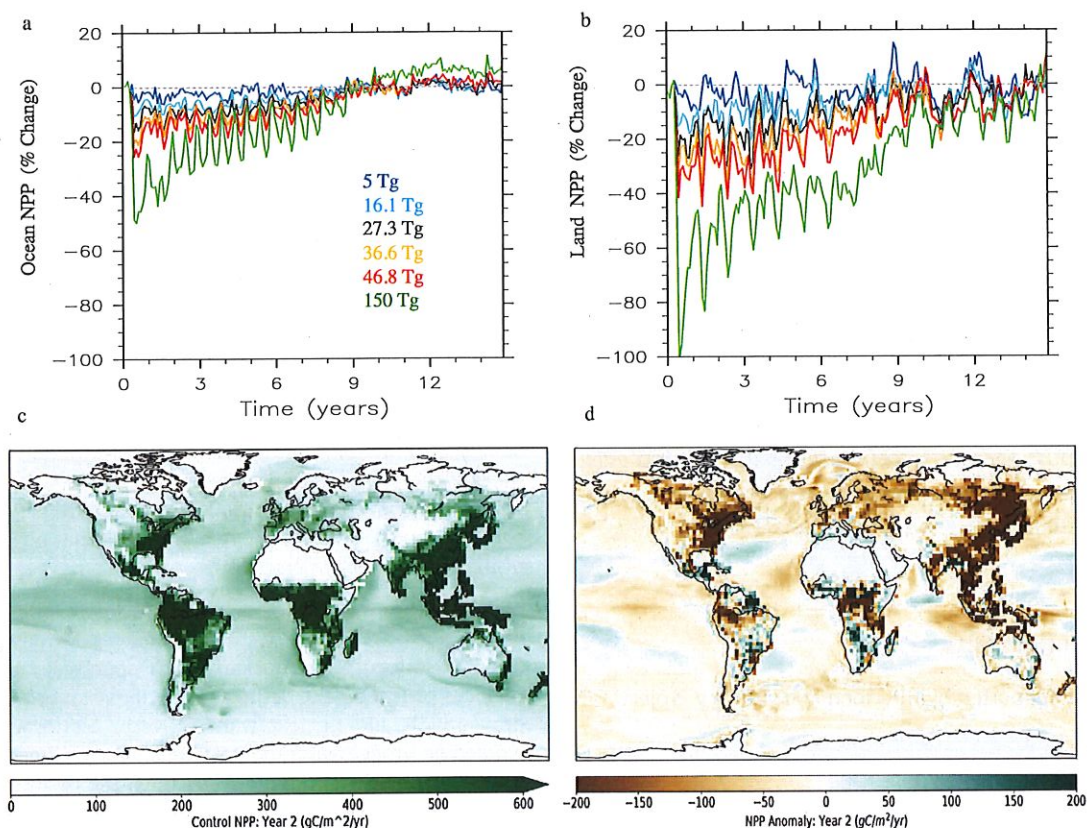 a
20
0
−20
−40
−60
−80
−100
Ocean NPP (% Change)
5 Tg
16.1 Tg
27.3 Tg
36.6 Tg
46.8 Tg
150 Tg
0 3 6 9 12
Time (years)
b
20
0
−20
−40
−60
−80
−100
Land NPP (% Change)
0 3 6 9 12
Time (years)
c
0 100 200 300 400 500 600
Control NPP: Year 2 (gC/m^2/yr)
d
−200 −150 −100 −50 0 50 100 150 200
NPP Anomaly: Year 2 (gC/m²/yr)